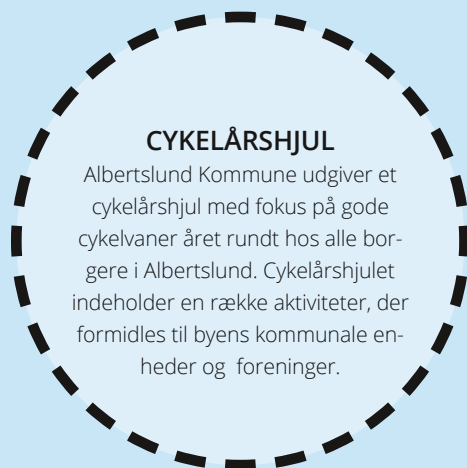 CYKELÅRSHJUL
Albertslund Kommune udgiver et
cykelårshjul med fokus på gode
cykelvaner året rundt hos alle bor-
gere i Albertslund. Cykelårshjulet
indeholder en række aktiviteter, der
formidles til byens kommunale en-
heder og foreninger.